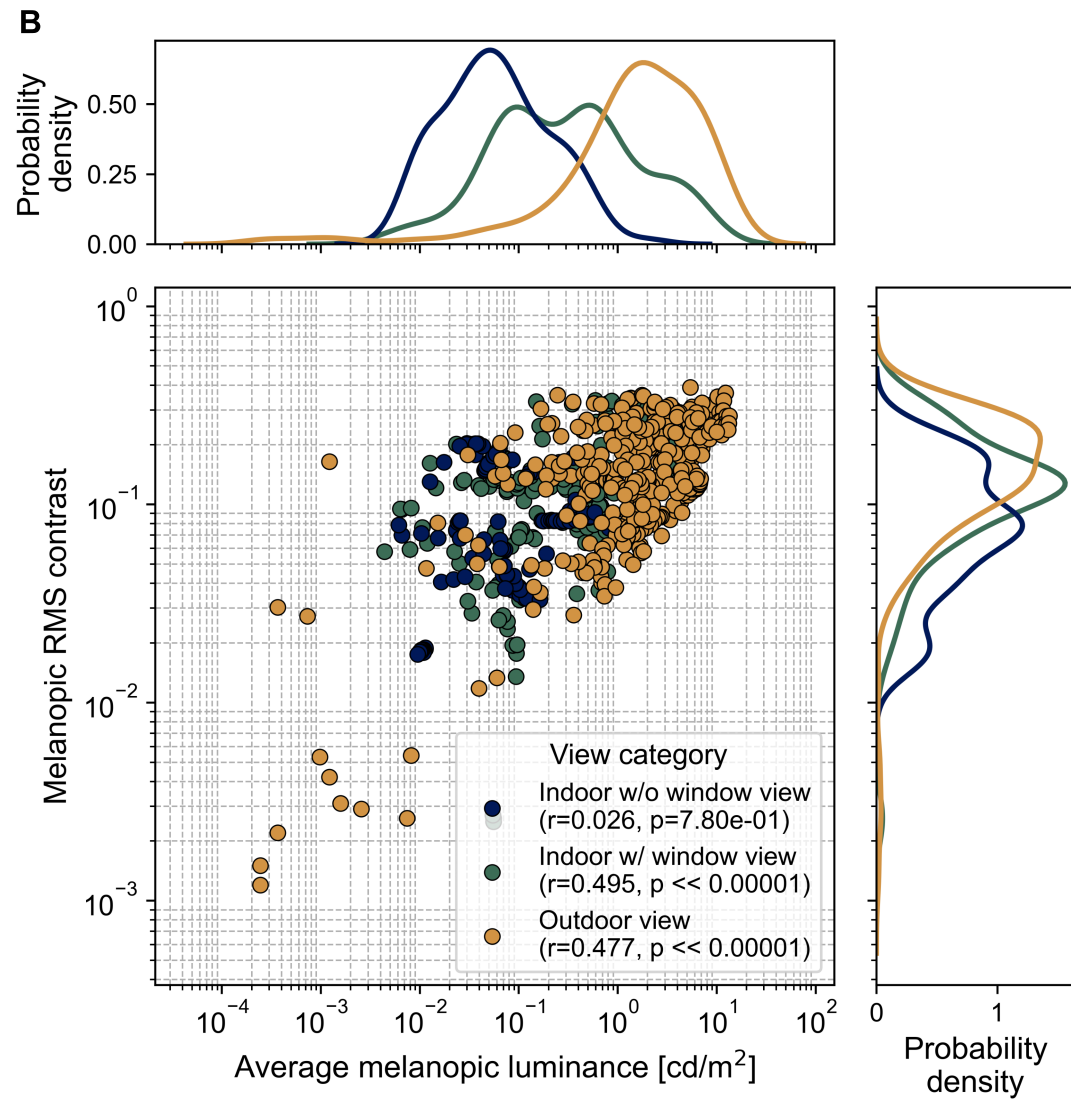 B
Probability
density
0.50
0.25
0.00
Melanopic RMS contrast
10⁰
10⁻¹
10⁻²
10⁻³
View category
Indoor w/o window view
(r=0.026, p=7.80e-01)
Indoor w/ window view
(r=0.495, p << 0.00001)
Outdoor view
(r=0.477, p << 0.00001)
10⁻⁴ 10⁻³ 10⁻² 10⁻¹ 10⁰ 10¹ 10²
Average melanopic luminance [cd/m²]
0 1
Probability
density